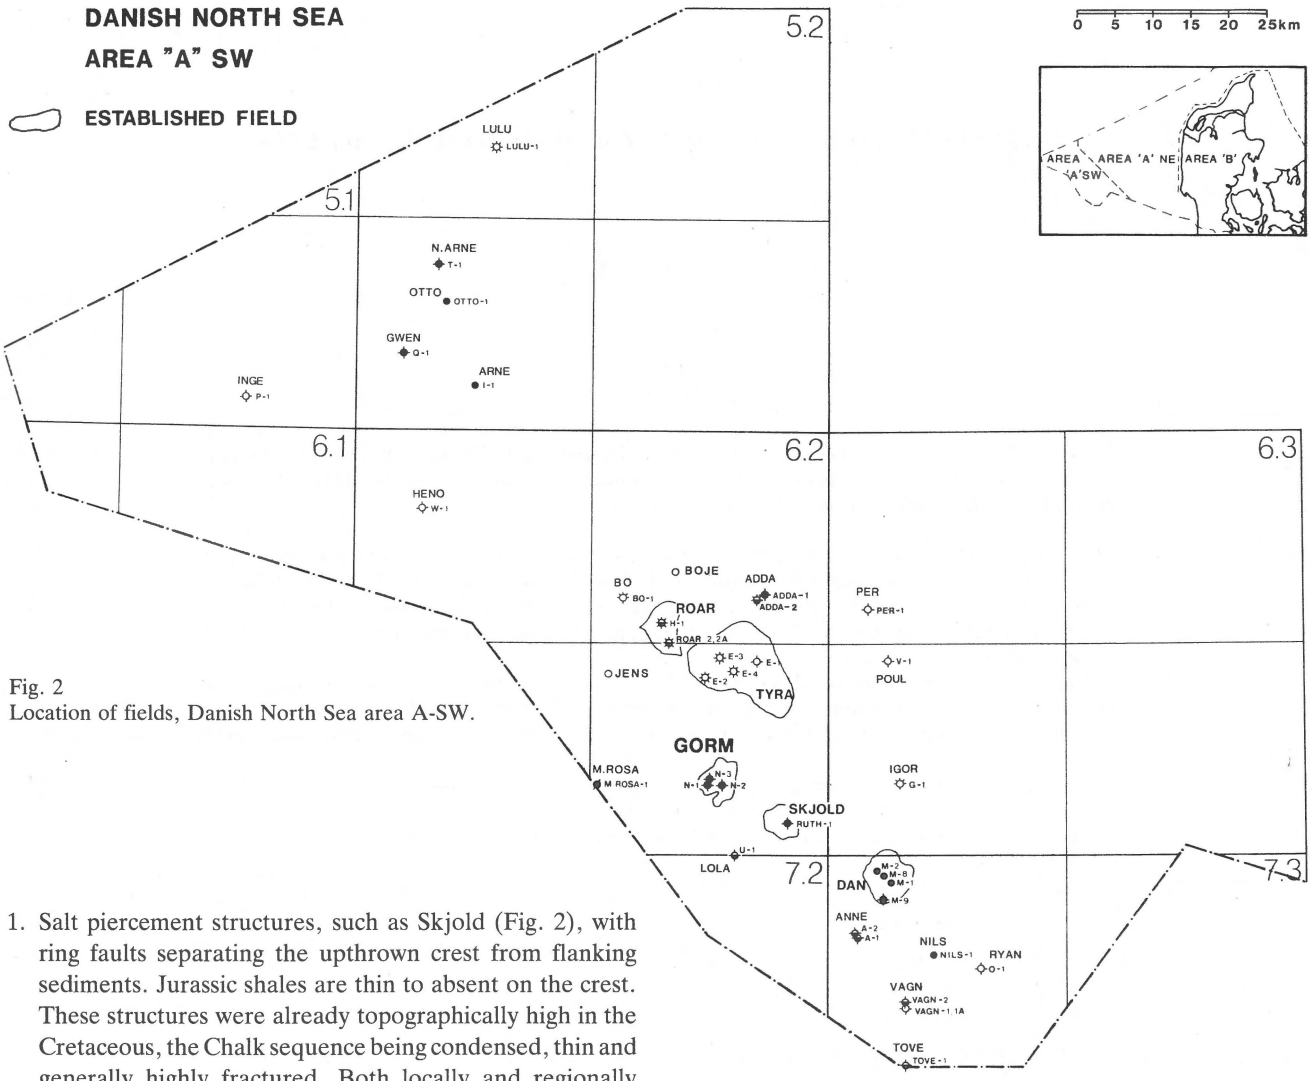 DANISH NORTH SEA
AREA "A" SW
ESTABLISHED FIELD
0 5 10 15 20 25km
AREA 'A' SW
AREA 'A' NE
AREA 'B'
5.2
LULU
LULU-1
5.1
N.ARNE
T-1
OTTO
OTTO-1
GWEN
Q-1
ARNE
I-1
INGE
P-1
6.1
6.2
6.3
HENO
W-1
BOJE
BO
BO-1
ADDA
ADDA-1
ADDA-2
PER
PER-1
ROAR
H-1
ROAR 2,2A
E-3
E-1
E-4
E-2
TYRA
JENS
V-1
POUL
Fig. 2
Location of fields, Danish North Sea area A-SW.
GORM
N-3
N-1
N-2
M.ROSA
M ROSA-1
IGOR
G-1
SKJOLD
RUTH-1
U-1
LOLA
7.2
7.3
DAN
M-2
M-8
M-1
M-9
ANNE
A-2
A-1
NILS
NILS-1
RYAN
O-1
VAGN
VAGN-2
VAGN-1,1A
TOVE
TOVE-1
1. Salt piercement structures, such as Skjold (Fig. 2), with
ring faults separating the upthrown crest from flanking
sediments. Jurassic shales are thin to absent on the crest.
These structures were already topographically high in the
Cretaceous, the Chalk sequence being condensed, thin and
generally highly fractured. Both locally and regionally